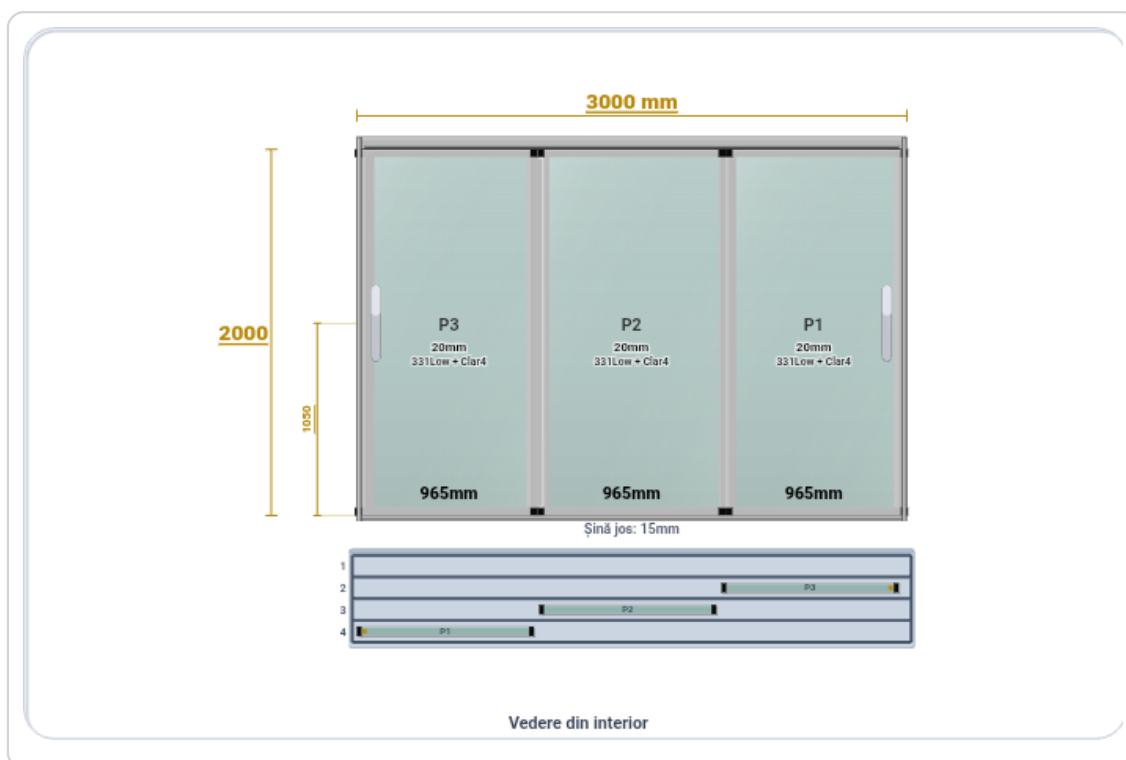 3000 mm
2000
1050
P3
20mm
331Low + Clar4
965mm
P2
20mm
331Low + Clar4
965mm
P1
20mm
331Low + Clar4
965mm
Șină jos: 15mm
1
2 P3
3 P2
4 P1
Vedere din interior